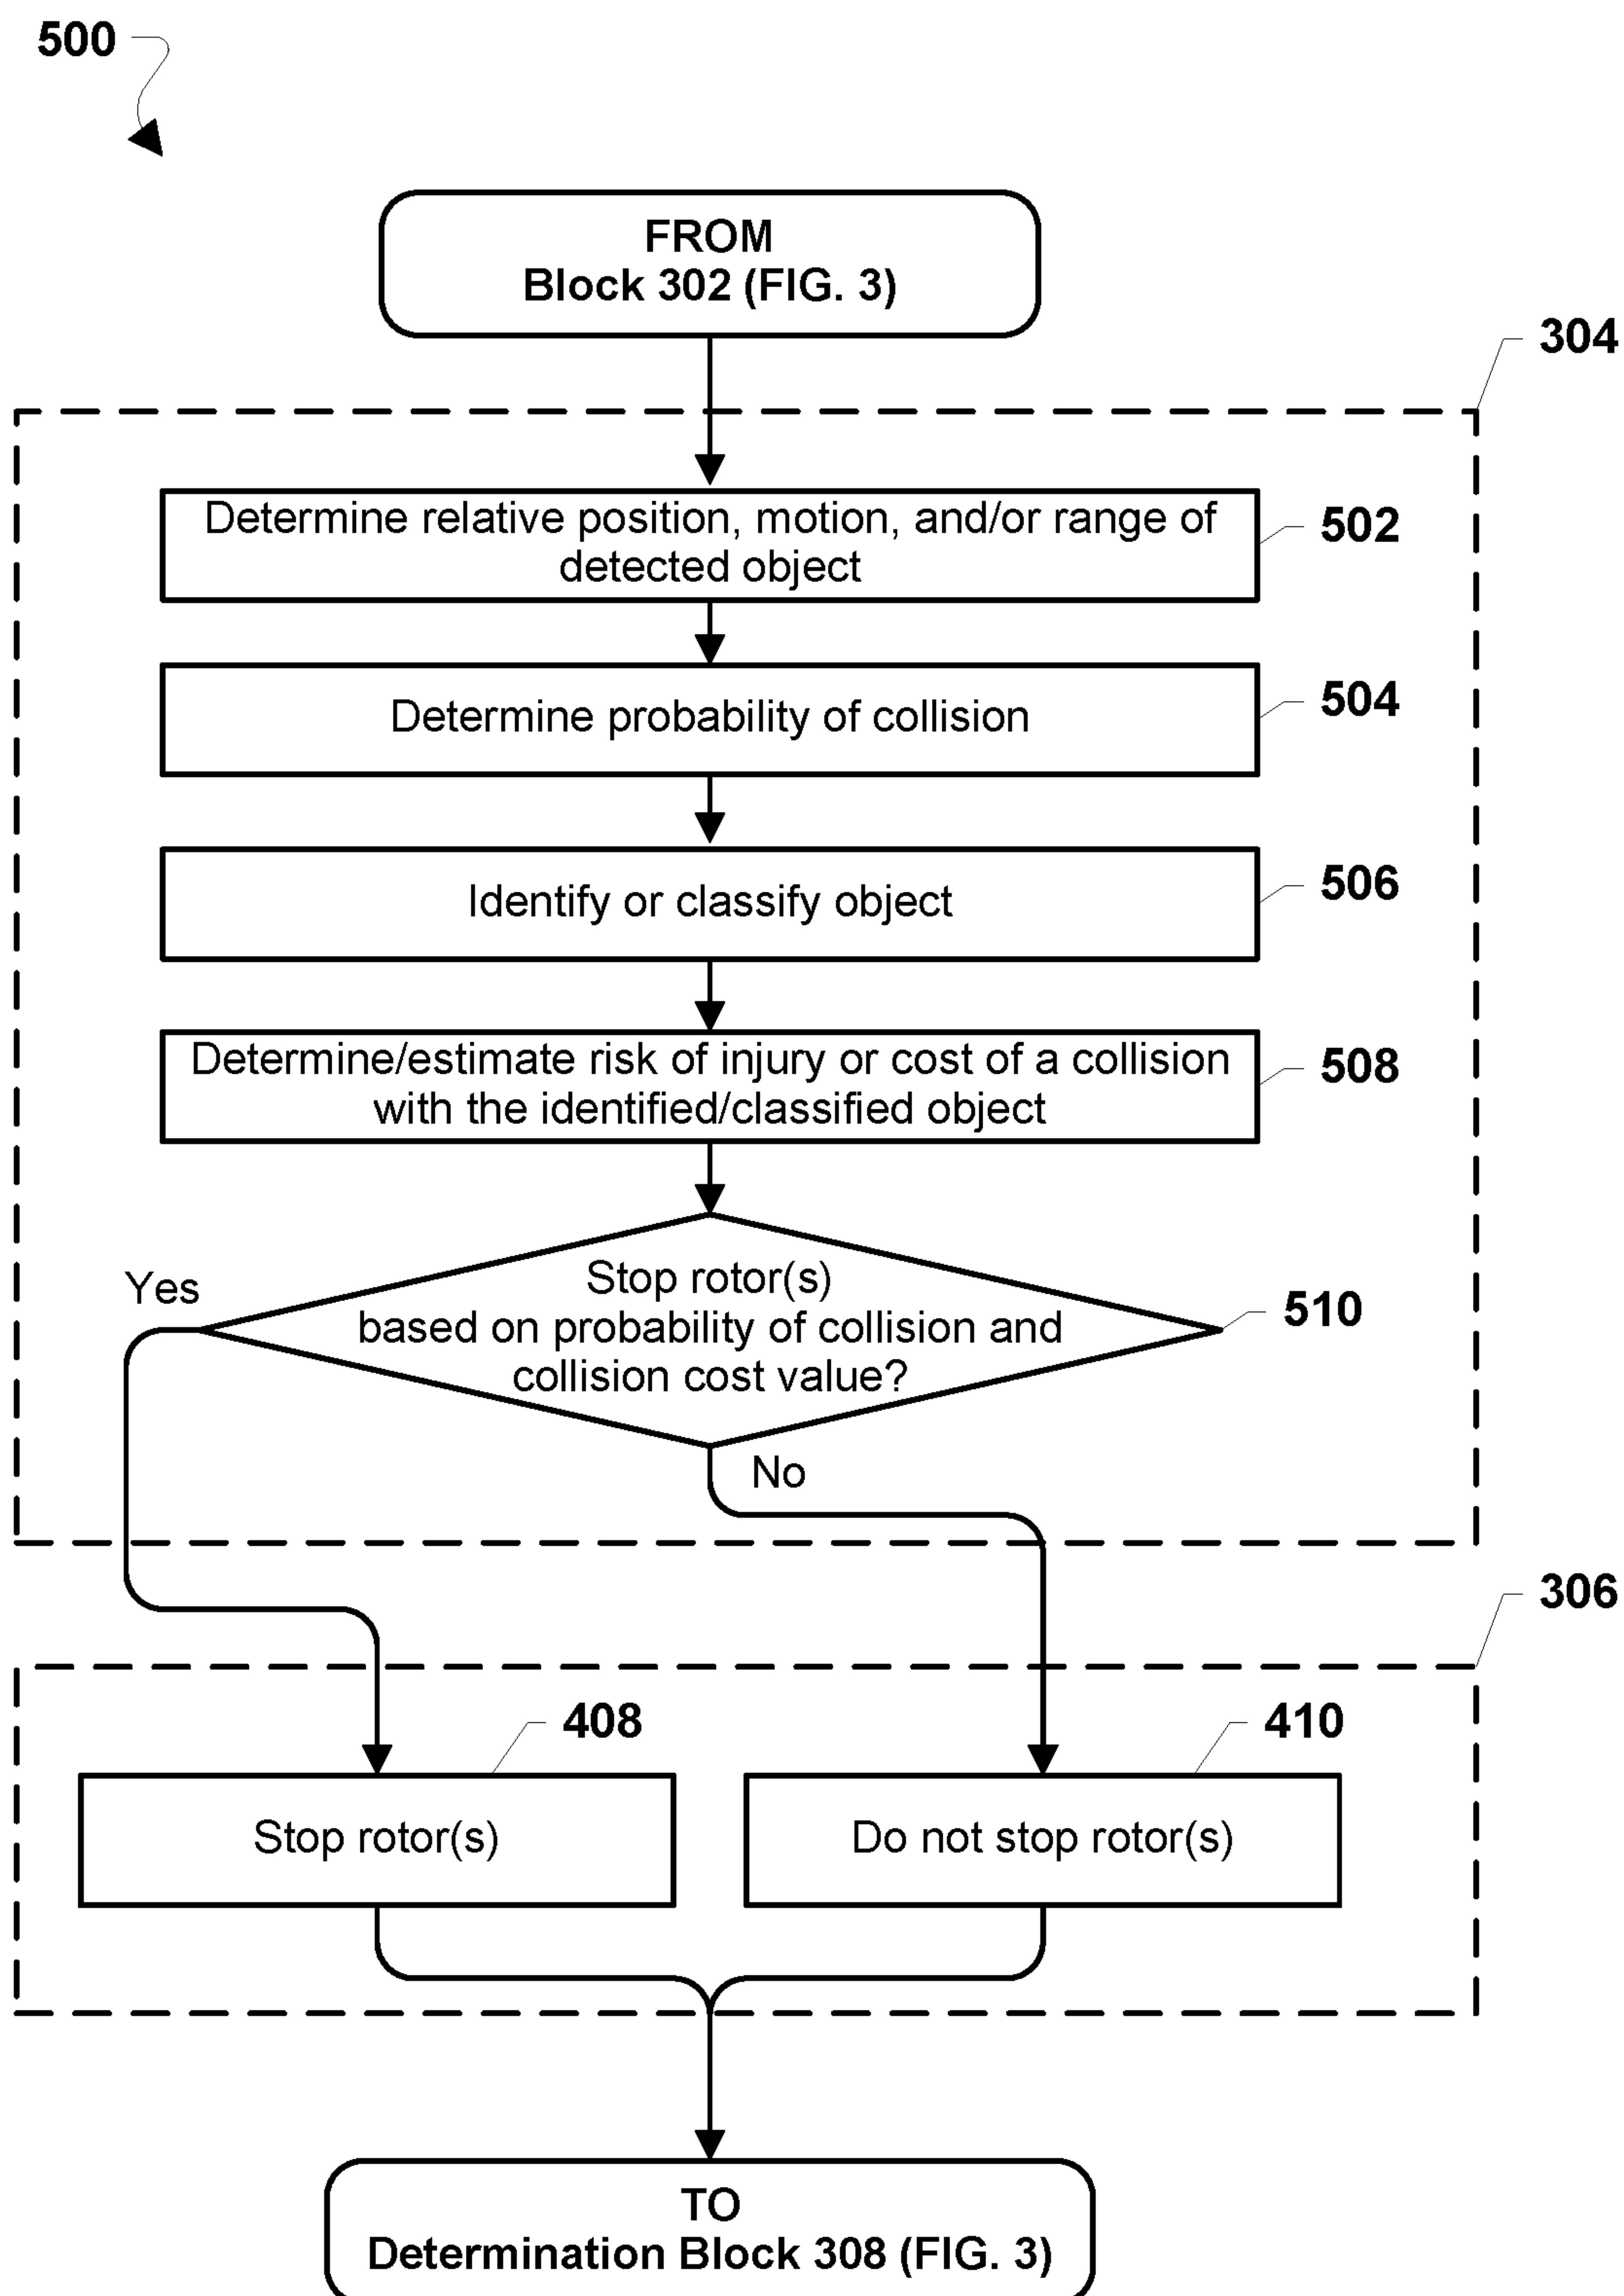 500
FROM
Block 302 (FIG. 3)
304
Determine relative position, motion, and/or range of
detected object
502
Determine probability of collision
504
Identify or classify object
506
Determine/estimate risk of injury or cost of a collision
with the identified/classified object
508
Yes
Stop rotor(s)
based on probability of collision and
collision cost value?
510
No
306
408
410
Stop rotor(s)
Do not stop rotor(s)
TO
Determination Block 308 (FIG. 3)